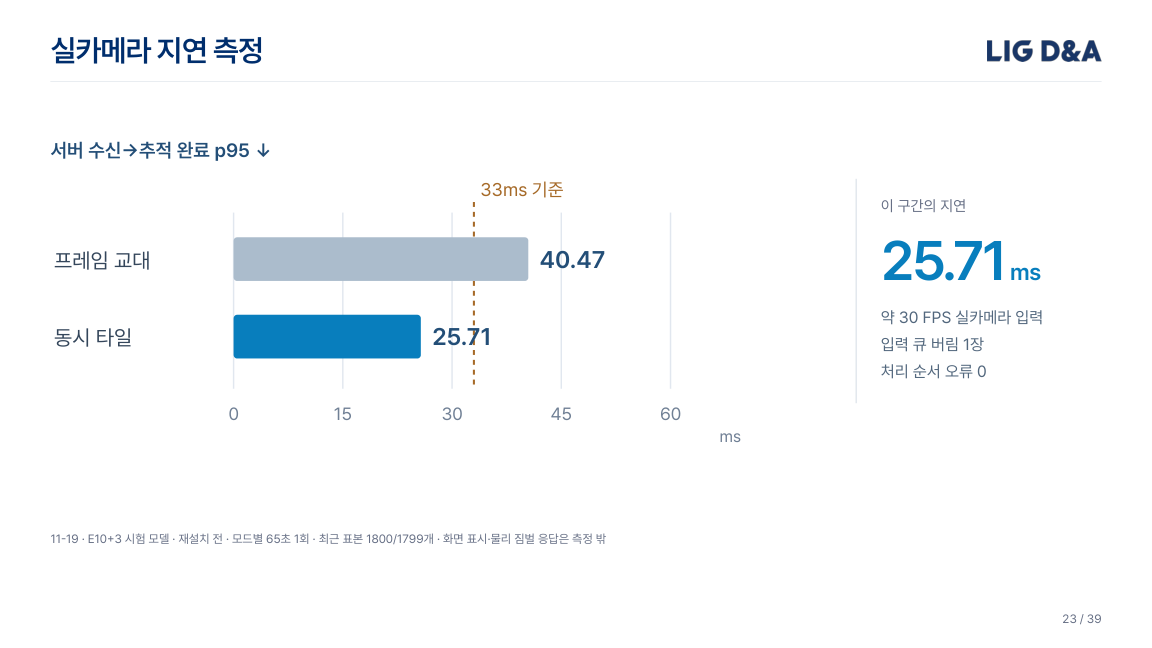 실카메라 지연 측정
LIG D&A
서버 수신→추적 완료 p95 ↓
33ms 기준
프레임 교대
40.47
동시 타일
25.71
0 15 30 45 60
ms
이 구간의 지연
25.71 ms
약 30 FPS 실카메라 입력
입력 큐 버림 1장
처리 순서 오류 0
11-19 · E10+3 시험 모델 · 재설치 전 · 모드별 65초 1회 · 최근 표본 1800/1799개 · 화면 표시·물리 짐벌 응답은 측정 밖
23 / 39